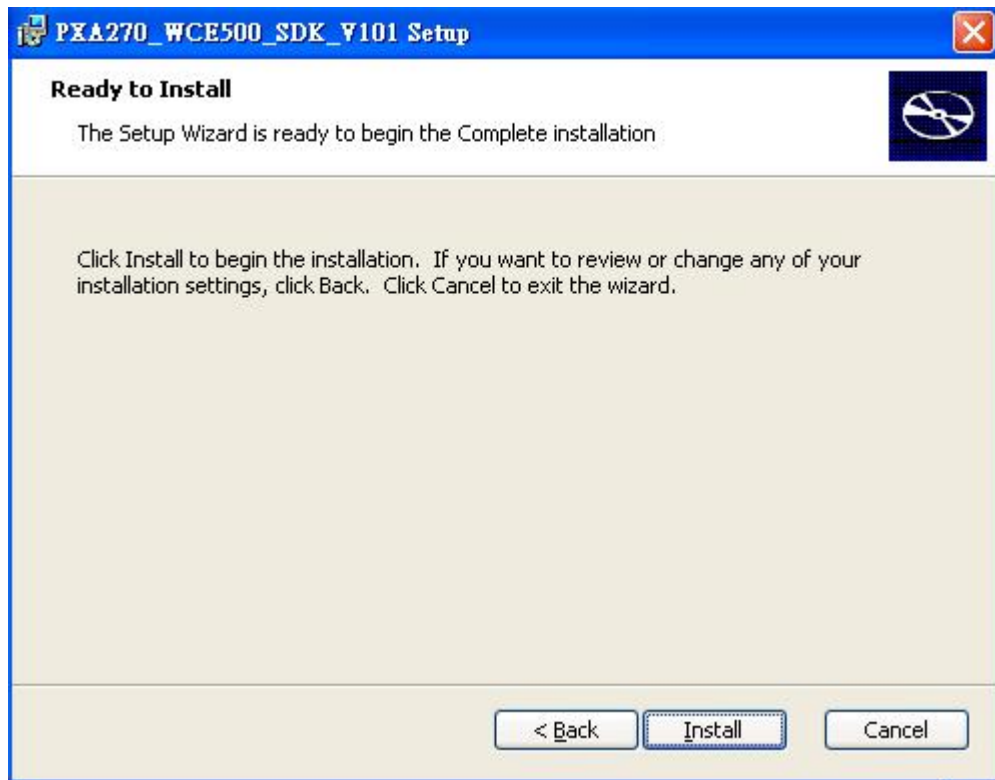 PXA270_WCE500_SDK_V101 Setup
Ready to Install
The Setup Wizard is ready to begin the Complete installation
Click Install to begin the installation. If you want to review or change any of your
installation settings, click Back. Click Cancel to exit the wizard.
< Back Install Cancel